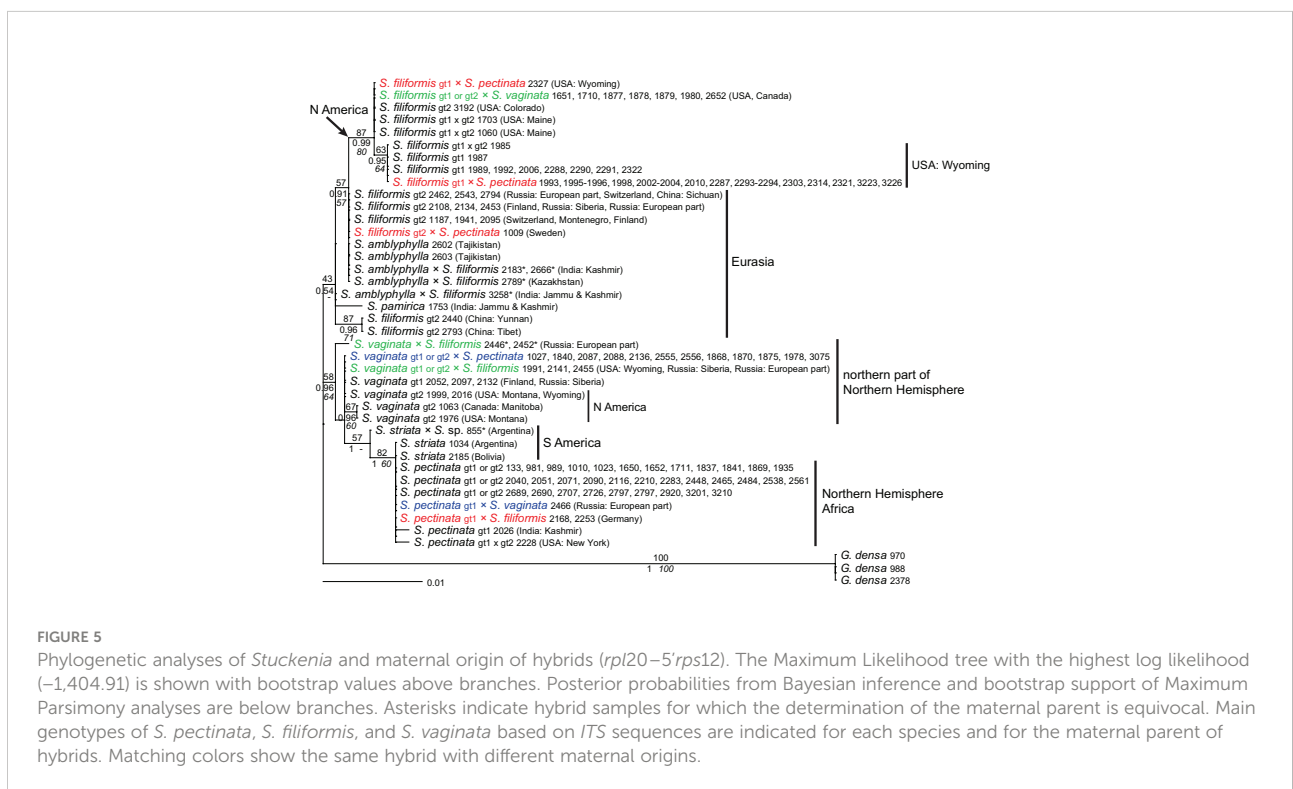 S. filiformis gt1 × S. pectinata 2327 (USA: Wyoming)
S. filiformis gt1 or gt2 × S. vaginata 1651, 1710, 1877, 1878, 1879, 1980, 2652 (USA, Canada)
N America
S. filiformis gt2 3192 (USA: Colorado)
S. filiformis gt1 x gt2 1703 (USA: Maine)
S. filiformis gt1 x gt2 1060 (USA: Maine)
87
0.99
80
63
0.95
64
S. filiformis gt1 x gt2 1985
S. filiformis gt1 1987
S. filiformis gt1 1989, 1992, 2006, 2288, 2290, 2291, 2322
S. filiformis gt1 × S. pectinata 1993, 1995-1996, 1998, 2002-2004, 2010, 2287, 2293-2294, 2303, 2314, 2321, 3223, 3226
USA: Wyoming
57
0.91
57
S. filiformis gt2 2462, 2543, 2794 (Russia: European part, Switzerland, China: Sichuan)
S. filiformis gt2 2108, 2134, 2453 (Finland, Russia: Siberia, Russia: European part)
S. filiformis gt2 1187, 1941, 2095 (Switzerland, Montenegro, Finland)
S. filiformis gt2 × S. pectinata 1009 (Sweden)
S. amblyphylla 2602 (Tajikistan)
S. amblyphylla 2603 (Tajikistan)
S. amblyphylla × S. filiformis 2183*, 2666* (India: Kashmir)
S. amblyphylla × S. filiformis 2789* (Kazakhstan)
Eurasia
43
0.54
-
S. amblyphylla × S. filiformis 3258* (India: Jammu & Kashmir)
S. pamirica 1753 (India: Jammu & Kashmir)
87
0.96
71
S. filiformis gt2 2440 (China: Yunnan)
S. filiformis gt2 2793 (China: Tibet)
S. vaginata × S. filiformis 2446*, 2452* (Russia: European part)
S. vaginata gt1 or gt2 × S. pectinata 1027, 1840, 2087, 2088, 2136, 2555, 2556, 1868, 1870, 1875, 1978, 3075
S. vaginata gt1 or gt2 × S. filiformis 1991, 2141, 2455 (USA: Wyoming, Russia: Siberia, Russia: European part)
58
0.96
64
S. vaginata gt1 2052, 2097, 2132 (Finland, Russia: Siberia)
S. vaginata gt2 1999, 2016 (USA: Montana, Wyoming)
67
0.96
60
S. vaginata gt2 1063 (Canada: Manitoba)
S. vaginata gt2 1976 (USA: Montana)
N America
northern part of
Northern Hemisphere
57
1 -
S. striata × S. sp. 855* (Argentina)
S. striata 1034 (Argentina)
S. striata 2185 (Bolivia)
S America
82
1 60
S. pectinata gt1 or gt2 133, 981, 989, 1010, 1023, 1650, 1652, 1711, 1837, 1841, 1869, 1935
S. pectinata gt1 or gt2 2040, 2051, 2071, 2090, 2116, 2210, 2283, 2448, 2465, 2484, 2538, 2561
S. pectinata gt1 or gt2 2689, 2690, 2707, 2726, 2797, 2797, 2920, 3201, 3210
S. pectinata gt1 × S. vaginata 2466 (Russia: European part)
S. pectinata gt1 × S. filiformis 2168, 2253 (Germany)
S. pectinata gt1 2026 (India: Kashmir)
S. pectinata gt1 x gt2 2228 (USA: New York)
Northern Hemisphere
Africa
100
1 100
G. densa 970
G. densa 988
G. densa 2378
0.01
FIGURE 5
Phylogenetic analyses of Stuckenia and maternal origin of hybrids (rpl20–5'rps12). The Maximum Likelihood tree with the highest log likelihood
(−1,404.91) is shown with bootstrap values above branches. Posterior probabilities from Bayesian inference and bootstrap support of Maximum
Parsimony analyses are below branches. Asterisks indicate hybrid samples for which the determination of the maternal parent is equivocal. Main
genotypes of S. pectinata, S. filiformis, and S. vaginata based on ITS sequences are indicated for each species and for the maternal parent of
hybrids. Matching colors show the same hybrid with different maternal origins.